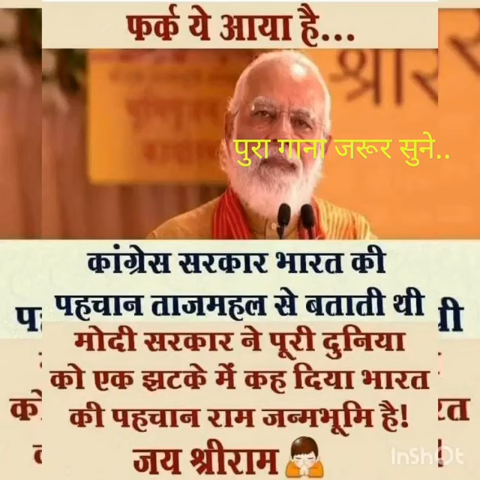 फर्क ये आया है...
श्रीर
पुरा गाना जरूर सुने..
कांग्रेस सरकार भारत की
पहचान ताजमहल से बताती थी
मोदी सरकार ने पूरी दुनिया
को एक झटके में कह दिया भारत
की पहचान राम जन्मभूमि है!
जय श्रीराम🙏
InShOt